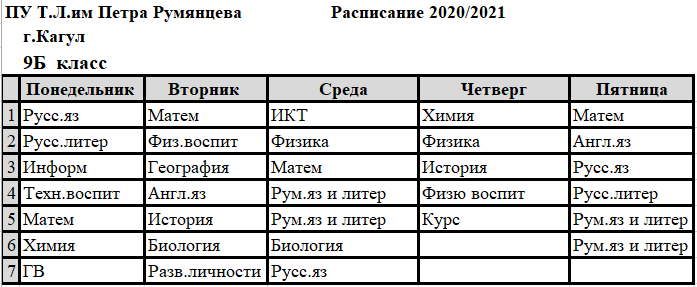 ПУ Т.Л.им Петра Румянцева Расписание 2020/2021
г.Кагул
9Б класс
Понедельник Вторник Среда Четверг Пятница
1 Русс.яз Матем ИКТ Химия Матем
2 Русс.литер Физ.воспит Физика Физика Англ.яз
3 Информ География Матем История Русс.яз
4 Техн.воспит Англ.яз Рум.яз и литер Физю воспит Русс.литер
5 Матем История Рум.яз и литер Курс Рум.яз и литер
6 Химия Биология Биология Рум.яз и литер
7 ГВ Разв.личности Русс.яз